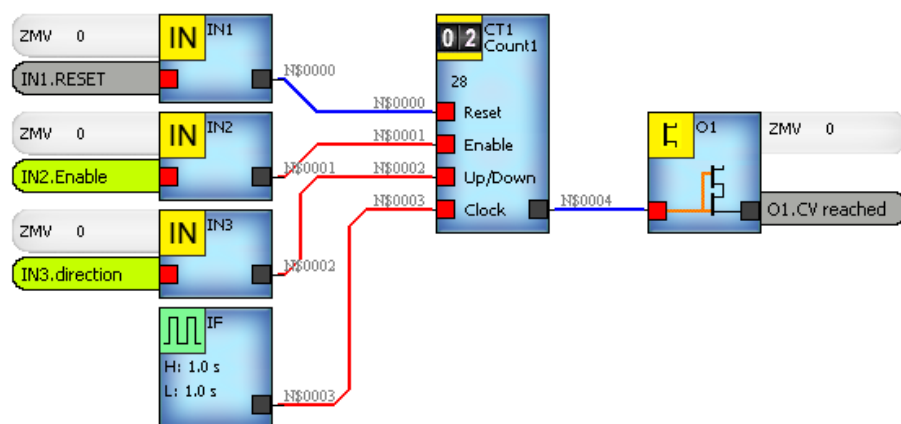 ZMV 0
IN IN1
IN1.RESET
N$0000
ZMV 0
IN IN2
IN2.Enable
N$0001
ZMV 0
IN IN3
IN3.direction
N$0002
IF
H: 1.0 s
L: 1.0 s
N$0003
0 2 CT1
Count1
28
N$0000 Reset
N$0001 Enable
N$0002 Up/Down
N$0003 Clock
N$0004
O1
ZMV 0
O1.CV reached